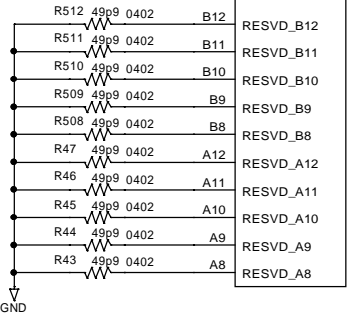 R512 49p9 0402 B12 RESVD_B12
R511 49p9 0402 B11 RESVD_B11
R510 49p9 0402 B10 RESVD_B10
R509 49p9 0402 B9 RESVD_B9
R508 49p9 0402 B8 RESVD_B8
R47 49p9 0402 A12 RESVD_A12
R46 49p9 0402 A11 RESVD_A11
R45 49p9 0402 A10 RESVD_A10
R44 49p9 0402 A9 RESVD_A9
R43 49p9 0402 A8 RESVD_A8
GND